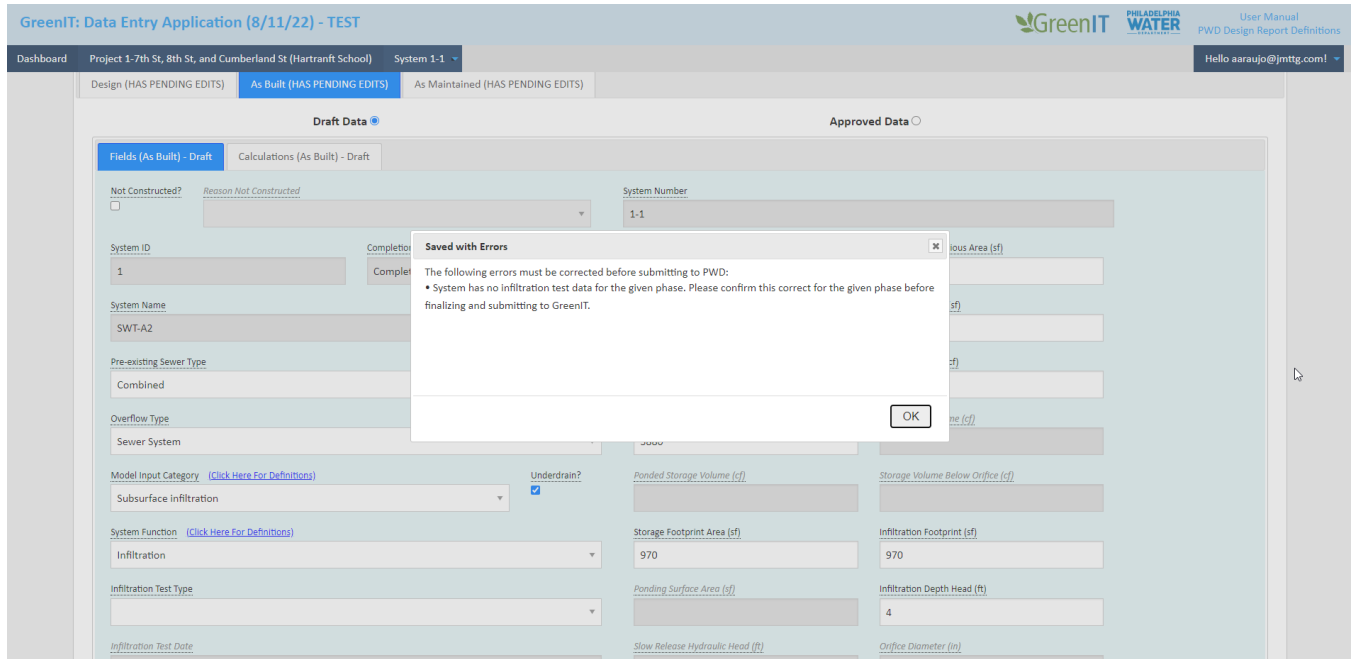 GreenIT: Data Entry Application (8/11/22) - TEST
GreenIT
PHILADELPHIA
WATER
User Manual
PWD Design Report Definitions
Dashboard
Project 1-7th St, 8th St, and Cumberland St (Hartranft School)
System 1-1
Hello aaraujo@jmttg.com!
Design (HAS PENDING EDITS)
As Built (HAS PENDING EDITS)
As Maintained (HAS PENDING EDITS)
Draft Data
Approved Data
Fields (As Built) - Draft
Calculations (As Built) - Draft
Not Constructed?
Reason Not Constructed
System Number
1-1
System ID
Completion
ious Area (sf)
1
Complet
Saved with Errors
The following errors must be corrected before submitting to PWD:
• System has no infiltration test data for the given phase. Please confirm this correct for the given phase before
finalizing and submitting to GreenIT.
OK
System Name
sf)
SWT-A2
Pre-existing Sewer Type
cf)
Combined
Overflow Type
me (cf)
Sewer System
Model Input Category (Click Here For Definitions)
Underdrain?
Ponded Storage Volume (cf)
Storage Volume Below Orifice (cf)
Subsurface infiltration
System Function (Click Here For Definitions)
Storage Footprint Area (sf)
Infiltration Footprint (sf)
Infiltration
970
970
Infiltration Test Type
Ponding Surface Area (sf)
Infiltration Depth Head (ft)
4
Infiltration Test Date
Slow Release Hydraulic Head (ft)
Orifice Diameter (in)